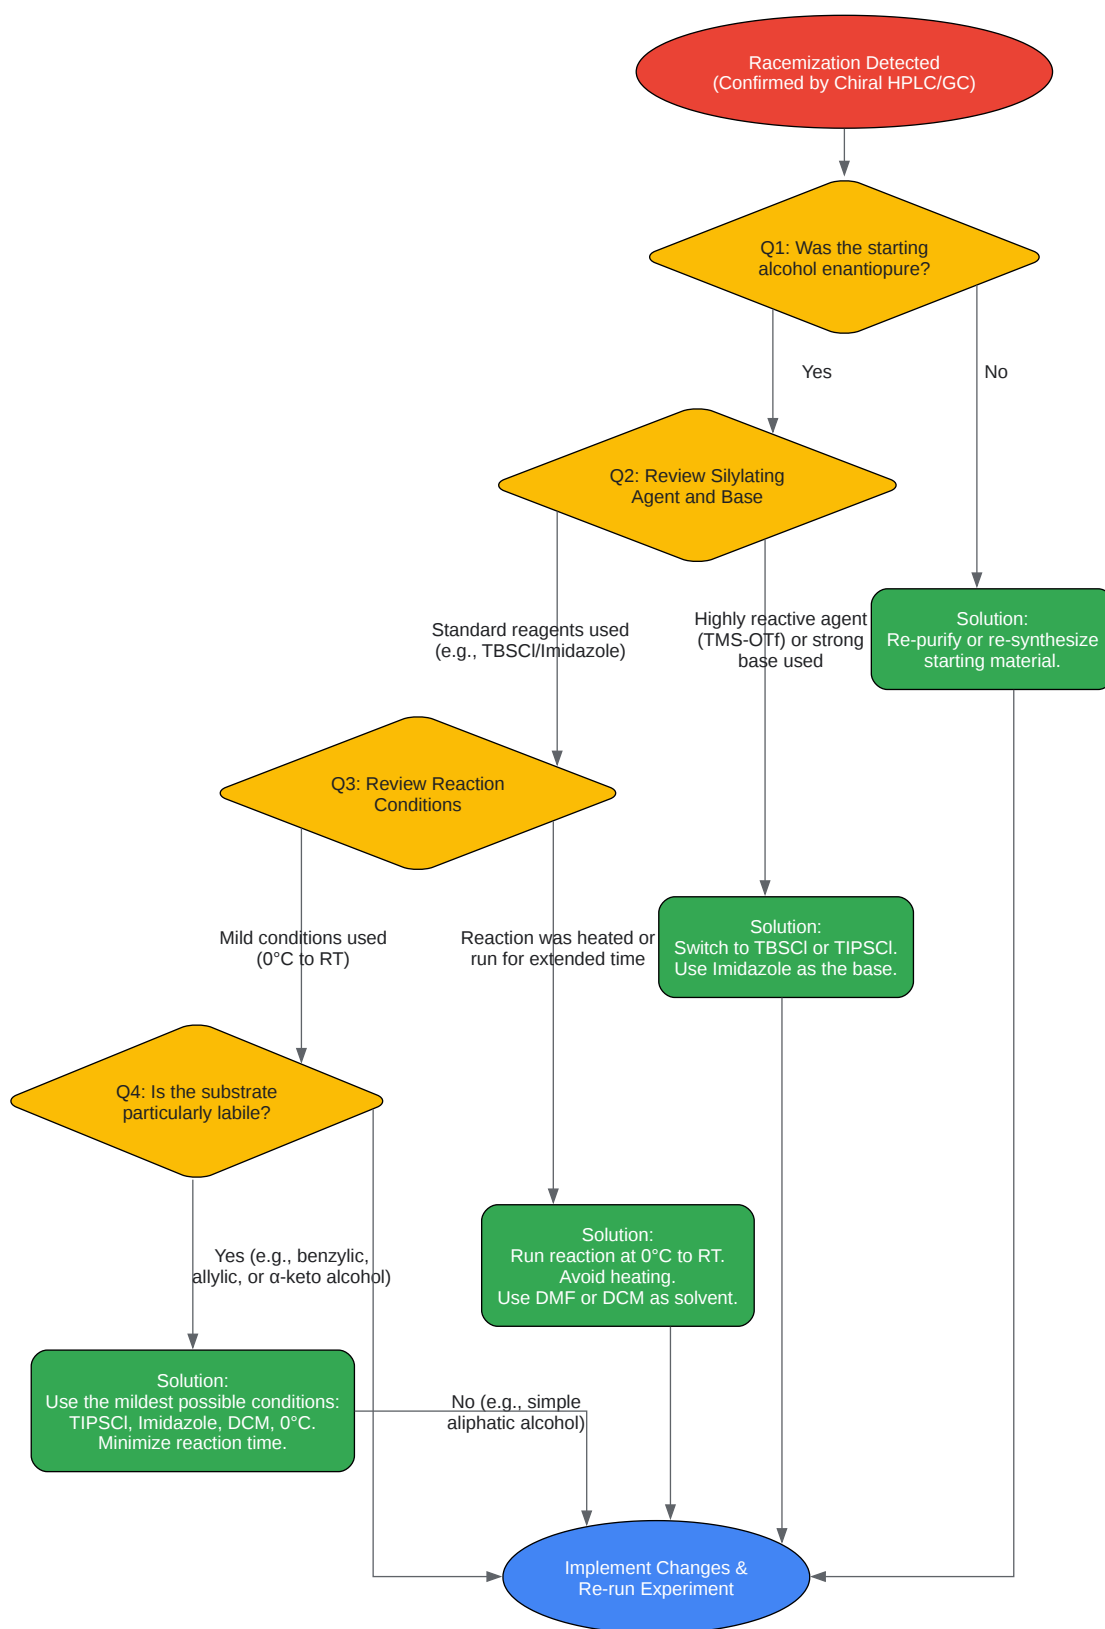 Racemization Detected
(Confirmed by Chiral HPLC/GC)
Q1: Was the starting
alcohol enantiopure?
Yes
No
Q2: Review Silylating
Agent and Base
Standard reagents used
(e.g., TBSCl/Imidazole)
Highly reactive agent
(TMS-OTf) or strong
base used
Solution:
Re-purify or re-synthesize
starting material.
Q3: Review Reaction
Conditions
Mild conditions used
(0°C to RT)
Reaction was heated or
run for extended time
Solution:
Switch to TBSCl or TIPSCl.
Use Imidazole as the base.
Q4: Is the substrate
particularly labile?
Yes (e.g., benzylic,
allylic, or α-keto alcohol)
Solution:
Run reaction at 0°C to RT.
Avoid heating.
Use DMF or DCM as solvent.
Solution:
Use the mildest possible conditions:
TIPSCl, Imidazole, DCM, 0°C.
Minimize reaction time.
No (e.g., simple
aliphatic alcohol)
Implement Changes &
Re-run Experiment